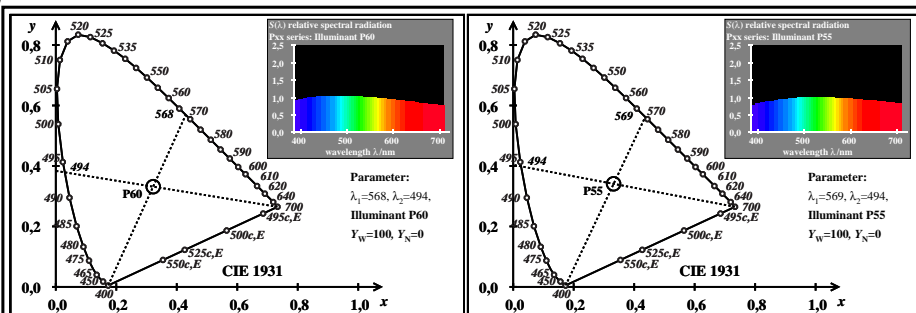 y
0,8
0,6
0,4
0,2
0,0
0,0 0,2 0,4 0,6 0,8 1,0
x
520
525
535
550
560
570
580
590
600
610
620
640
700
510
505
500
495
494
490
485
480
475
465
450
400
568
P60
495c,E
500c,E
525c,E
550c,E
CIE 1931
S(λ) relative spectral radiation
Pxx series: Illuminant P60
2,5
2,0
1,5
1,0
0,5
0,0
400 500 600 700
wavelength λ/nm
Parameter:
λ1=568, λ2=494,
Illuminant P60
YW=100, YN=0
y
0,8
0,6
0,4
0,2
0,0
0,0 0,2 0,4 0,6 0,8 1,0
x
520
525
535
550
560
570
580
590
600
610
620
640
700
510
505
500
495
494
490
485
480
475
465
450
400
569
P55
495c,E
500c,E
525c,E
550c,E
CIE 1931
S(λ) relative spectral radiation
Pxx series: Illuminant P55
2,5
2,0
1,5
1,0
0,5
0,0
400 500 600 700
wavelength λ/nm
Parameter:
λ1=569, λ2=494,
Illuminant P55
YW=100, YN=0